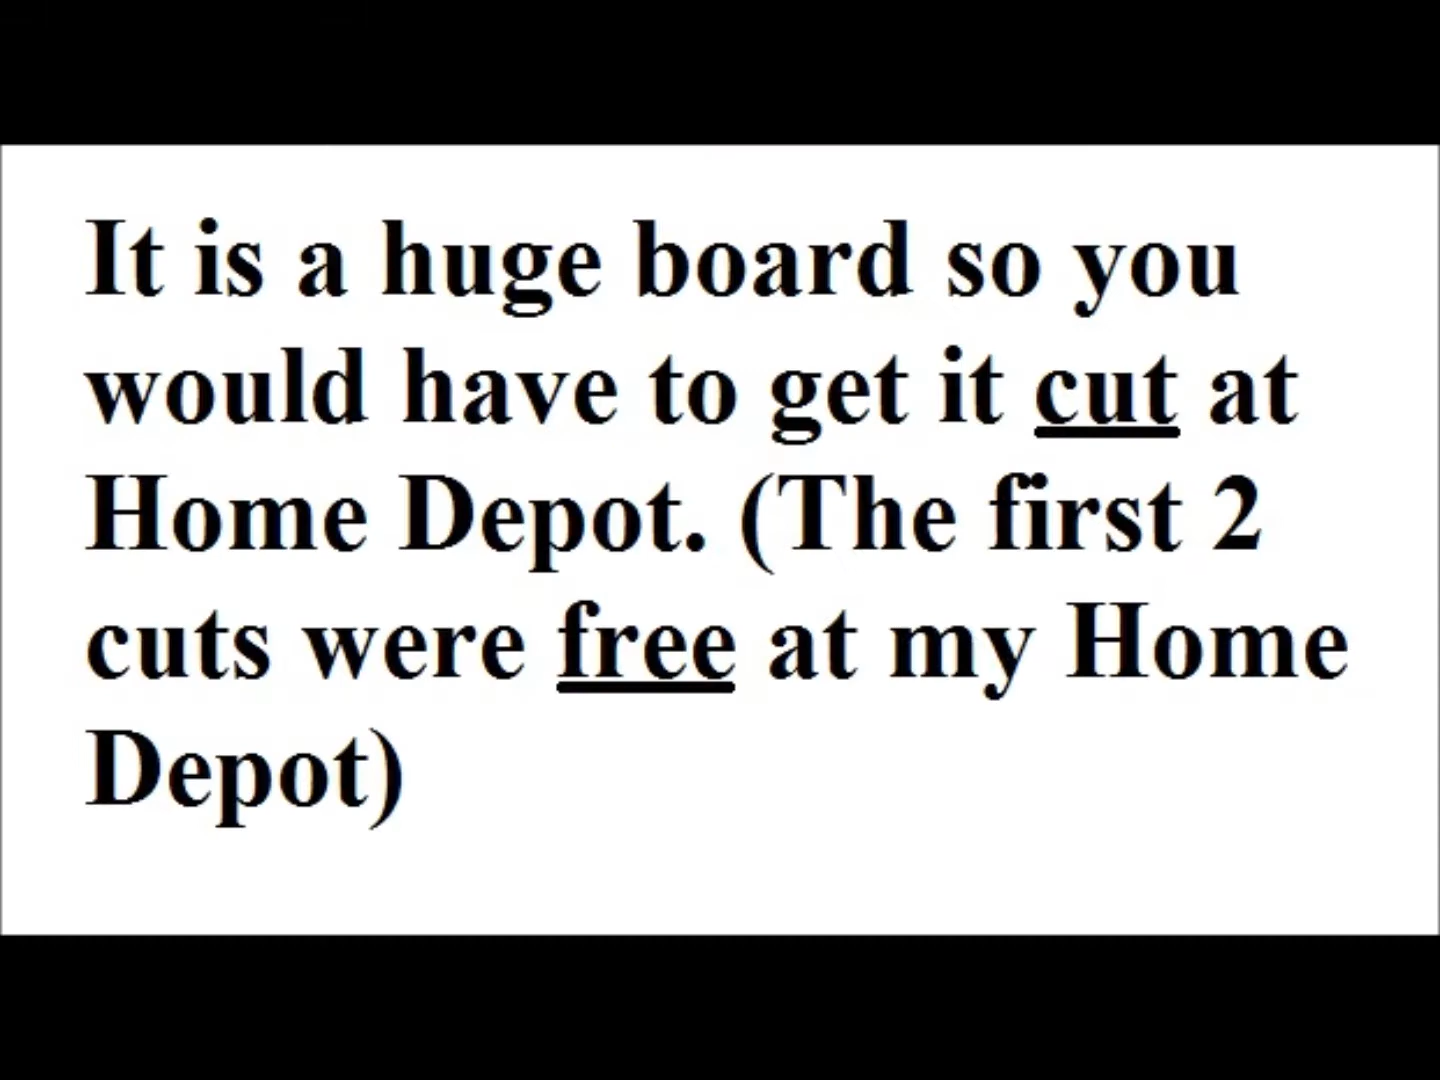 It is a huge board so you
would have to get it cut at
Home Depot. (The first 2
cuts were free at my Home
Depot)